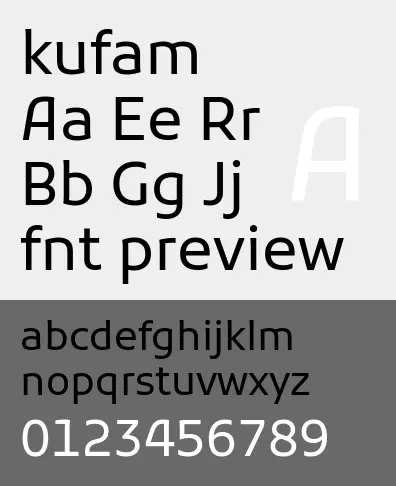 kufam
Aa Ee Rr
A
Bb Gg Jj
fnt preview
abcdefghijklm
nopqrstuvwxyz
0123456789